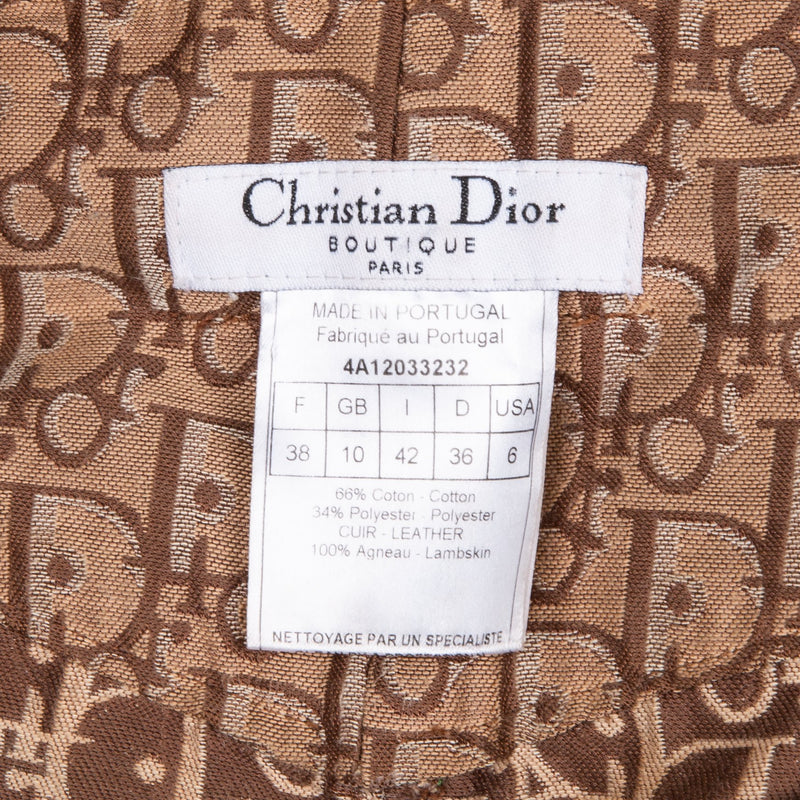 Christian Dior
BOUTIQUE
PARIS
MADE IN PORTUGAL
Fabriqué au Portugal
4A12033232
F GB I D USA
38 10 42 36 6
66% Coton - Cotton
34% Polyester - Polyester
CUIR - LEATHER
100% Agneau - Lambskin
NETTOYAGE PAR UN SPECIALISTE